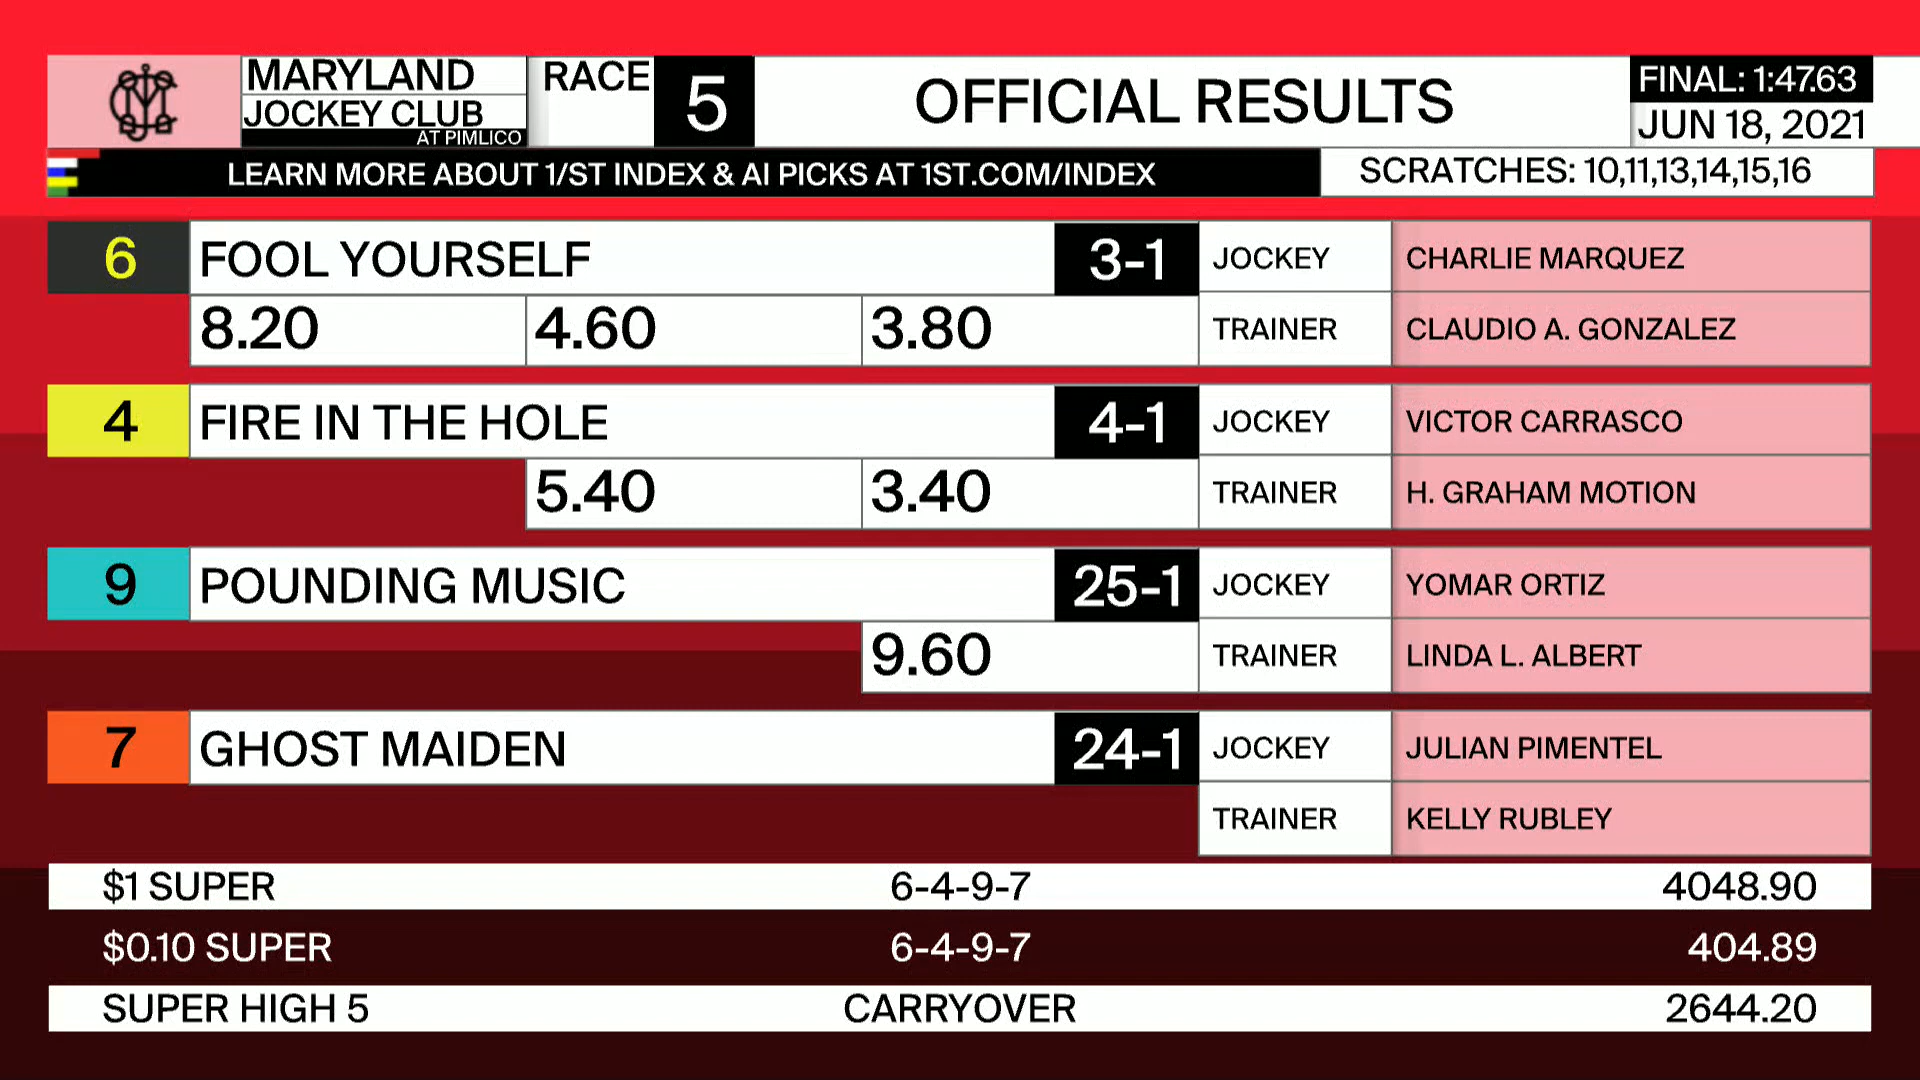 MARYLAND
JOCKEY CLUB
AT PIMLICO
RACE 5
OFFICIAL RESULTS
FINAL: 1:47.63
JUN 18, 2021
LEARN MORE ABOUT 1/ST INDEX & AI PICKS AT 1ST.COM/INDEX
SCRATCHES: 10,11,13,14,15,16
6 FOOL YOURSELF 3-1 JOCKEY CHARLIE MARQUEZ
8.20 4.60 3.80 TRAINER CLAUDIO A. GONZALEZ
4 FIRE IN THE HOLE 4-1 JOCKEY VICTOR CARRASCO
5.40 3.40 TRAINER H. GRAHAM MOTION
9 POUNDING MUSIC 25-1 JOCKEY YOMAR ORTIZ
9.60 TRAINER LINDA L. ALBERT
7 GHOST MAIDEN 24-1 JOCKEY JULIAN PIMENTEL
TRAINER KELLY RUBLEY
$1 SUPER 6-4-9-7 4048.90
$0.10 SUPER 6-4-9-7 404.89
SUPER HIGH 5 CARRYOVER 2644.20